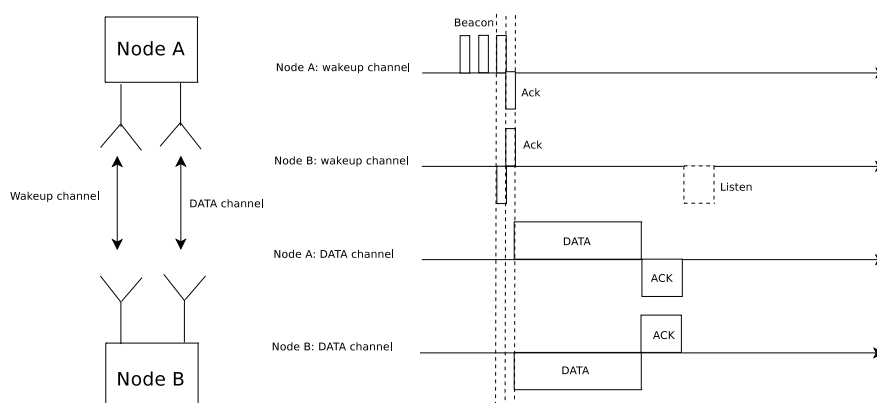 Node A
Wakeup channel
DATA channel
Node B
Beacon
Node A: wakeup channel
Ack
Node B: wakeup channel
Ack
Listen
Node A: DATA channel
DATA
ACK
Node B: DATA channel
ACK
DATA